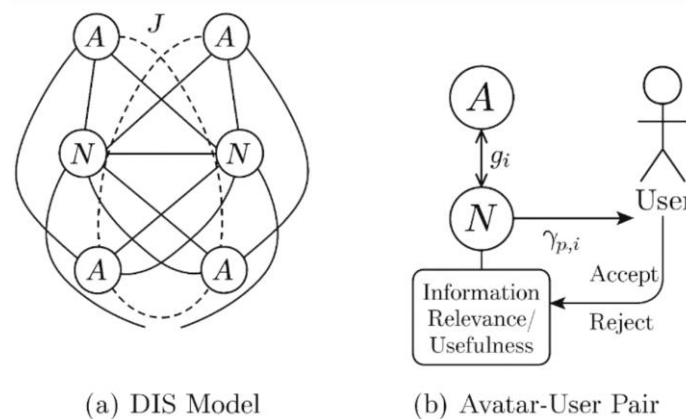 J
A
A
N
N
A
A
(a) DIS Model
A
g_i
N
γ_{p,i}
User
Accept
Reject
Information
Relevance/
Usefulness
(b) Avatar-User Pair